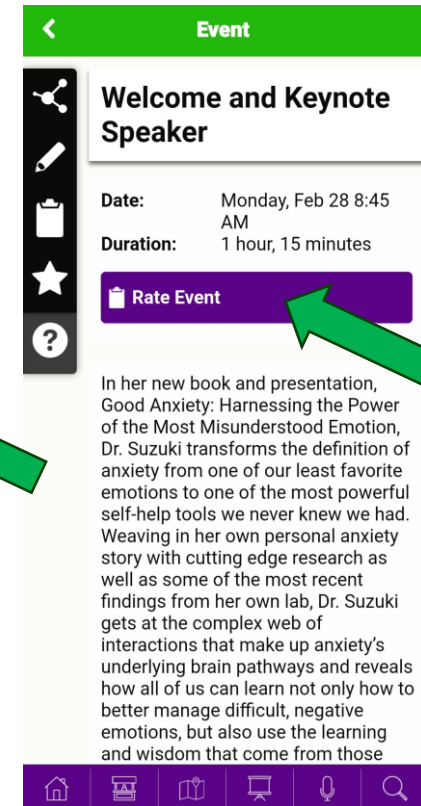 Event
Welcome and Keynote
Speaker
Date: Monday, Feb 28 8:45
AM
Duration: 1 hour, 15 minutes
Rate Event
?
In her new book and presentation,
Good Anxiety: Harnessing the Power
of the Most Misunderstood Emotion,
Dr. Suzuki transforms the definition of
anxiety from one of our least favorite
emotions to one of the most powerful
self-help tools we never knew we had.
Weaving in her own personal anxiety
story with cutting edge research as
well as some of the most recent
findings from her own lab, Dr. Suzuki
gets at the complex web of
interactions that make up anxiety's
underlying brain pathways and reveals
how all of us can learn not only how to
better manage difficult, negative
emotions, but also use the learning
and wisdom that come from those